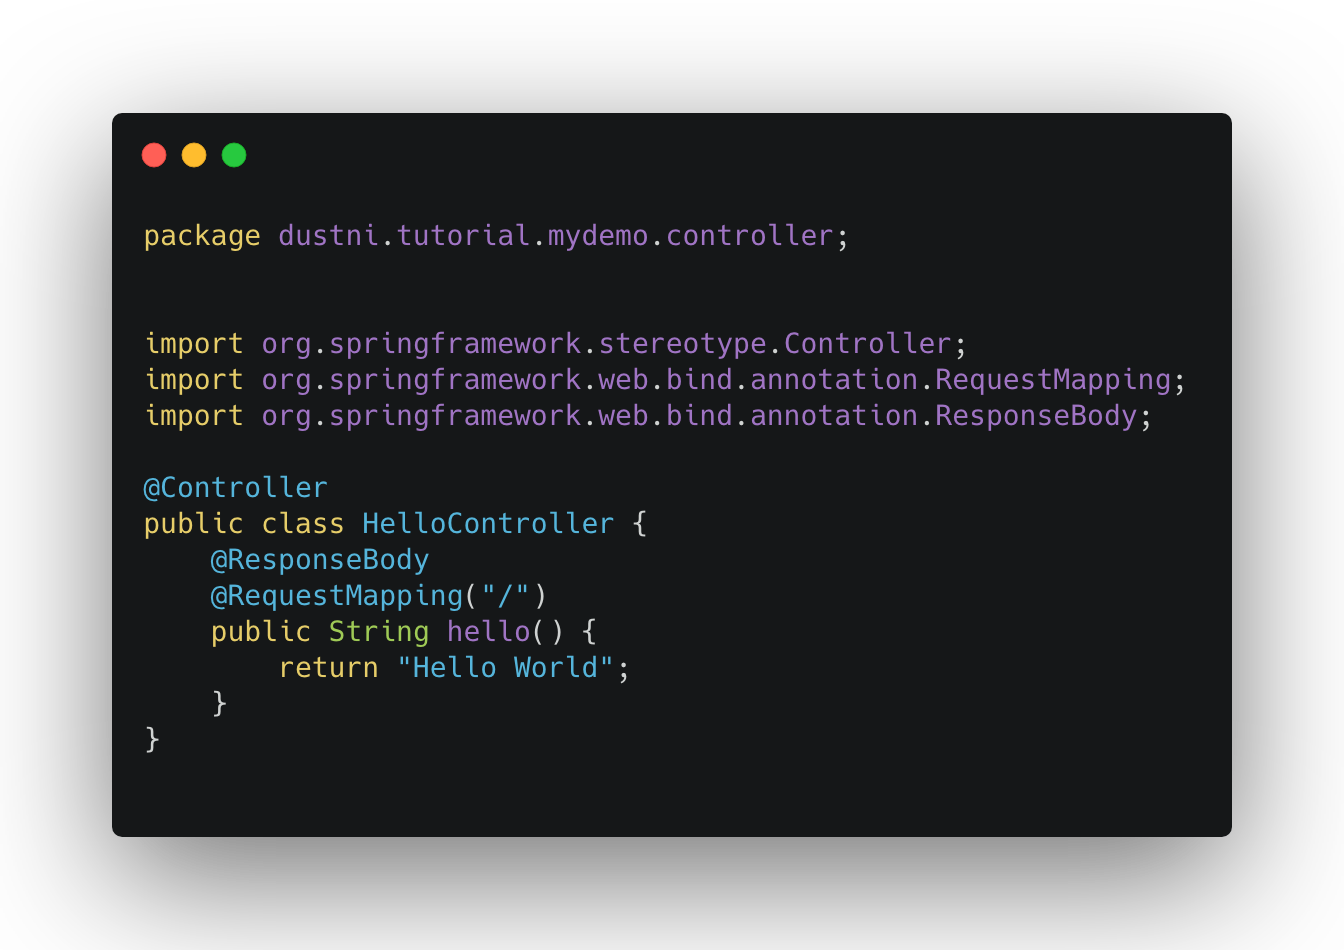 package dustni.tutorial.mydemo.controller;
import org.springframework.stereotype.Controller;
import org.springframework.web.bind.annotation.RequestMapping;
import org.springframework.web.bind.annotation.ResponseBody;
@Controller
public class HelloController {
    @ResponseBody
    @RequestMapping("/")
    public String hello() {
        return "Hello World";
    }
}